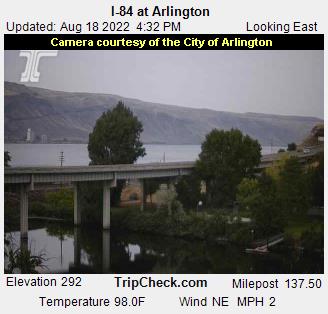 I-84 at Arlington
Updated: Aug 18 2022 4:32 PM Looking East
Camera courtesy of the City of Arlington
Elevation 292 TripCheck.com Milepost 137.50
Temperature 98.0F Wind NE MPH 2